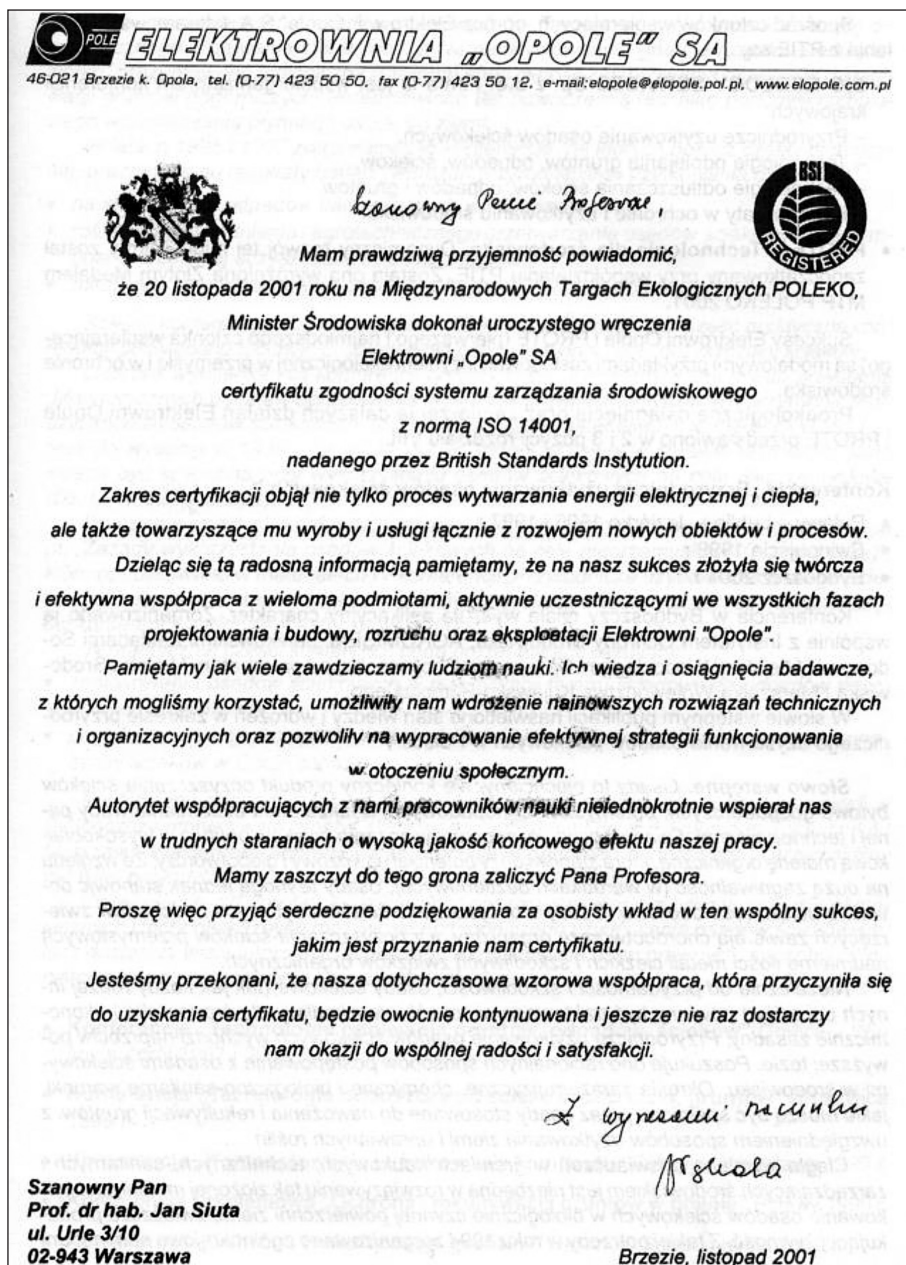 OPOLE ELEKTROWNIA „OPOLE" SA
46-021 Brzezie k. Opola, tel. (0-77) 423 50 50, fax (0-77) 423 50 12, e-mail:elopole@elopole.pol.pl, www.elopole.com.pl
Szanowny Panie Profesorze,
BSI
REGISTERED
Mam prawdziwą przyjemność powiadomić,
że 20 listopada 2001 roku na Międzynarodowych Targach Ekologicznych POLEKO,
Minister Środowiska dokonał uroczystego wręczenia
Elektrowni „Opole" SA
certyfikatu zgodności systemu zarządzania środowiskowego
z normą ISO 14001,
nadanego przez British Standards Instytution.
Zakres certyfikacji objął nie tylko proces wytwarzania energii elektrycznej i ciepła,
ale także towarzyszące mu wyroby i usługi łącznie z rozwojem nowych obiektów i procesów.
Dzieląc się tą radosną informacją pamiętamy, że na nasz sukces złożyła się twórcza
i efektywna współpraca z wieloma podmiotami, aktywnie uczestniczącymi we wszystkich fazach
projektowania i budowy, rozruchu oraz eksploatacji Elektrowni "Opole".
Pamiętamy jak wiele zawdzięczamy ludziom nauki. Ich wiedza i osiągnięcia badawcze,
z których mogliśmy korzystać, umożliwiły nam wdrożenie najnowszych rozwiązań technicznych
i organizacyjnych oraz pozwoliły na wypracowanie efektywnej strategii funkcjonowania
w otoczeniu społecznym.
Autorytet współpracujących z nami pracowników nauki niejednokrotnie wspierał nas
w trudnych staraniach o wysoką jakość końcowego efektu naszej pracy.
Mamy zaszczyt do tego grona zaliczyć Pana Profesora.
Proszę więc przyjąć serdeczne podziękowania za osobisty wkład w ten wspólny sukces,
jakim jest przyznanie nam certyfikatu.
Jesteśmy przekonani, że nasza dotychczasowa wzorowa współpraca, która przyczyniła się
do uzyskania certyfikatu, będzie owocnie kontynuowana i jeszcze nie raz dostarczy
nam okazji do wspólnej radości i satysfakcji.
Z wyrazami szacunku
Szanowny Pan
Prof. dr hab. Jan Siuta
ul. Urle 3/10
02-943 Warszawa
Brzezie, listopad 2001